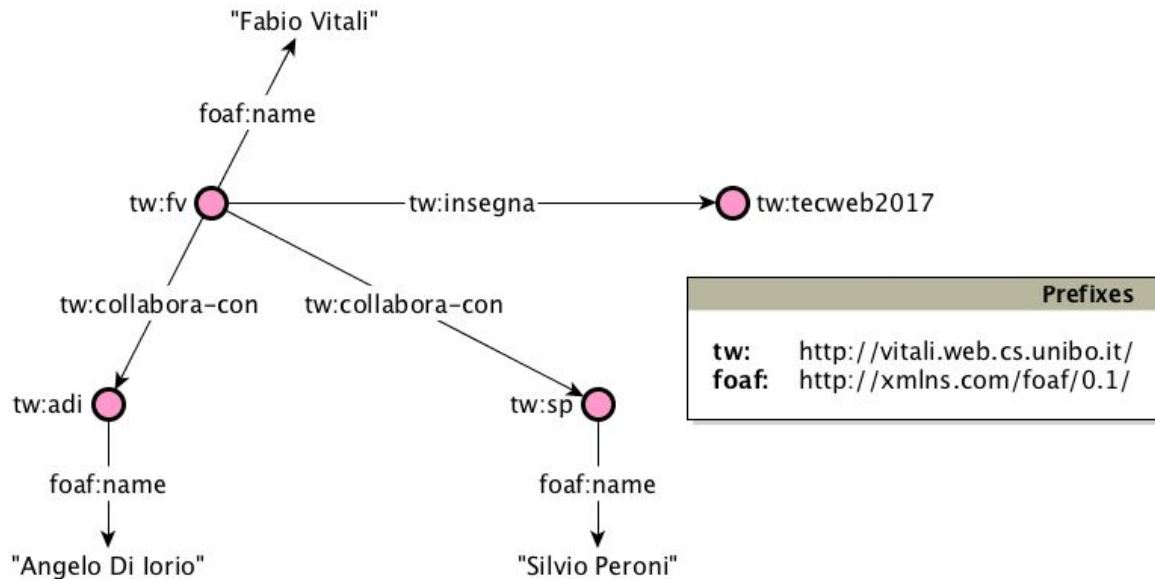 "Fabio Vitali"
foaf:name
tw:fv
tw:insegna
tw:tecweb2017
tw:collabora-con
tw:collabora-con
Prefixes
tw: http://vitali.web.cs.unibo.it/
foaf: http://xmlns.com/foaf/0.1/
tw:adi
tw:sp
foaf:name
foaf:name
"Angelo Di Iorio"
"Silvio Peroni"